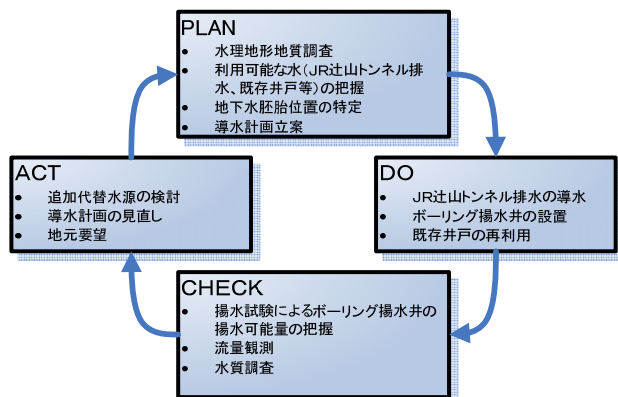 PLAN
● 水理地形地質調査
● 利用可能な水(JR辻山トンネル排
水、既存井戸等)の把握
● 地下水胚胎位置の特定
● 導水計画立案
DO
● JR辻山トンネル排水の導水
● ボーリング揚水井の設置
● 既存井戸の再利用
CHECK
● 揚水試験によるボーリング揚水井の
揚水可能量の把握
● 流量観測
● 水質調査
ACT
● 追加代替水源の検討
● 導水計画の見直し
● 地元要望